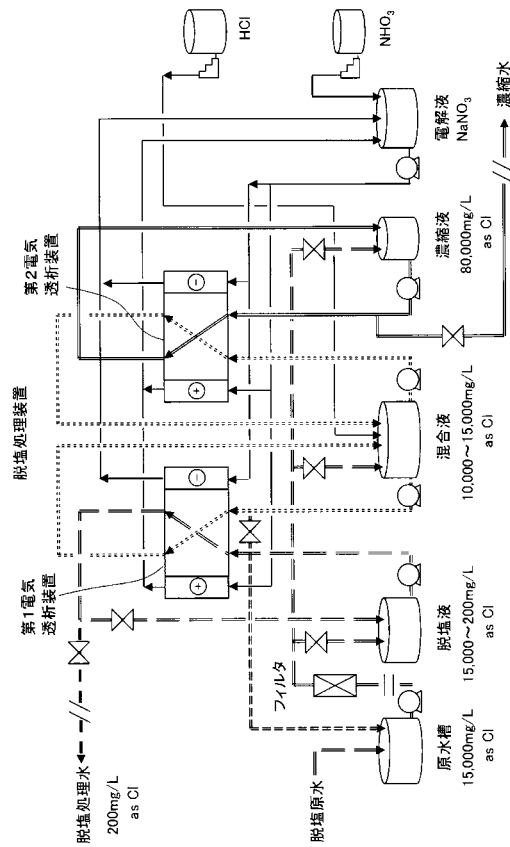 脱塩処理水
200mg/L
as Cl
脱塩原水
第1電気
透析装置
脱塩処理装置
第2電気
透析装置
+
−
+
−
HCl
NHO3
フィルタ
原水槽
15,000mg/L
as Cl
脱塩液
15,000～200mg/L
as Cl
混合液
10,000～15,000mg/L
as Cl
濃縮液
80,000mg/L
as Cl
電解液
NaNO3
濃縮水